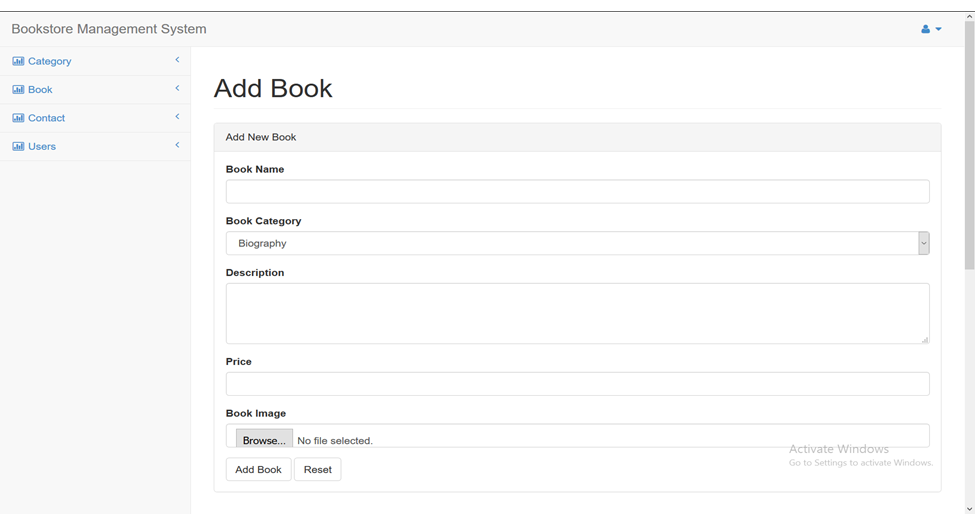 Bookstore Management System
Category
Book
Contact
Users
Add Book
Add New Book
Book Name
Book Category
Biography
Description
Price
Book Image
Browse... No file selected.
Add Book Reset
Activate Windows
Go to Settings to activate Windows.